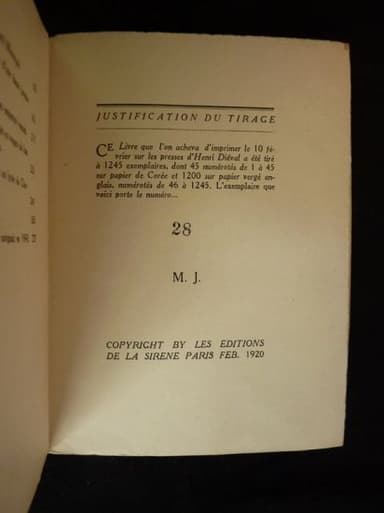 JUSTIFICATION DU TIRAGE
CE Livre que l'on acheva d'imprimer le 10 fé-
vrier sur les presses d'Henri Diéval a été tiré
à 1245 exemplaires, dont 45 numérotés de 1 à 45
sur papier de Corée et 1200 sur papier vergé an-
glais, numérotés de 46 à 1245. L'exemplaire que
voici porte le numéro...
28
M. J.
COPYRIGHT BY LES EDITIONS
DE LA SIRENE PARIS FEB. 1920